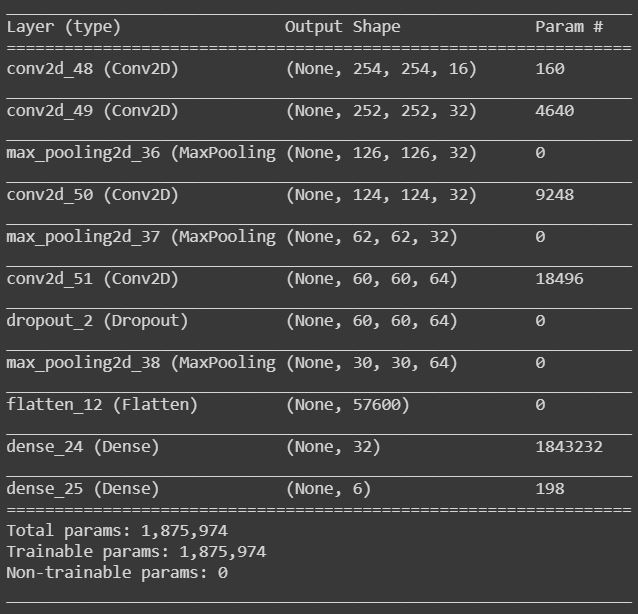 Layer (type) Output Shape Param #
conv2d_48 (Conv2D) (None, 254, 254, 16) 160
conv2d_49 (Conv2D) (None, 252, 252, 32) 4640
max_pooling2d_36 (MaxPooling (None, 126, 126, 32) 0
conv2d_50 (Conv2D) (None, 124, 124, 32) 9248
max_pooling2d_37 (MaxPooling (None, 62, 62, 32) 0
conv2d_51 (Conv2D) (None, 60, 60, 64) 18496
dropout_2 (Dropout) (None, 60, 60, 64) 0
max_pooling2d_38 (MaxPooling (None, 30, 30, 64) 0
flatten_12 (Flatten) (None, 57600) 0
dense_24 (Dense) (None, 32) 1843232
dense_25 (Dense) (None, 6) 198
Total params: 1,875,974
Trainable params: 1,875,974
Non-trainable params: 0